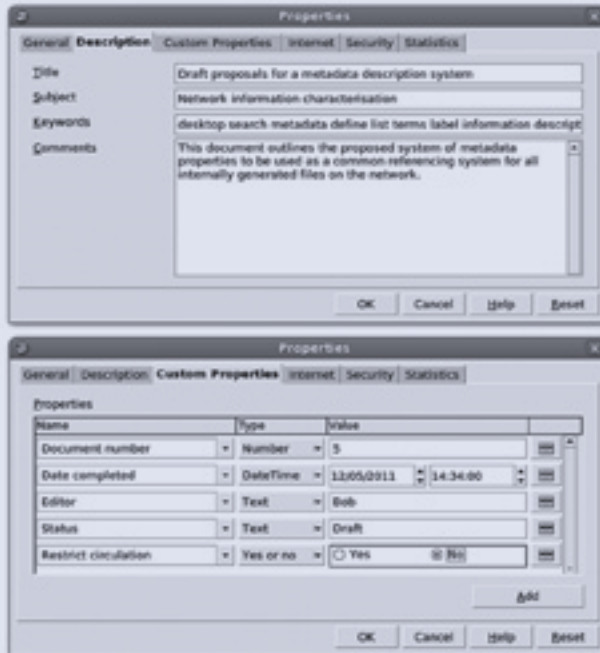 Properties
General Description Custom Properties Internet Security Statistics
Title Draft proposals for a metadata description system
Subject Network information characterisation
Keywords desktop search metadata define list terms label information descript
Comments This document outlines the proposed system of metadata
properties to be used as a common referencing system for all
internally generated files on the network.
OK Cancel Help Reset
Properties
General Description Custom Properties Internet Security Statistics
Properties
Name Type Value
Document number Number 5
Date completed DateTime 12/05/2011 14:34:00
Editor Text Bob
Status Text Draft
Restrict circulation Yes or no Yes No
Add
OK Cancel Help Reset